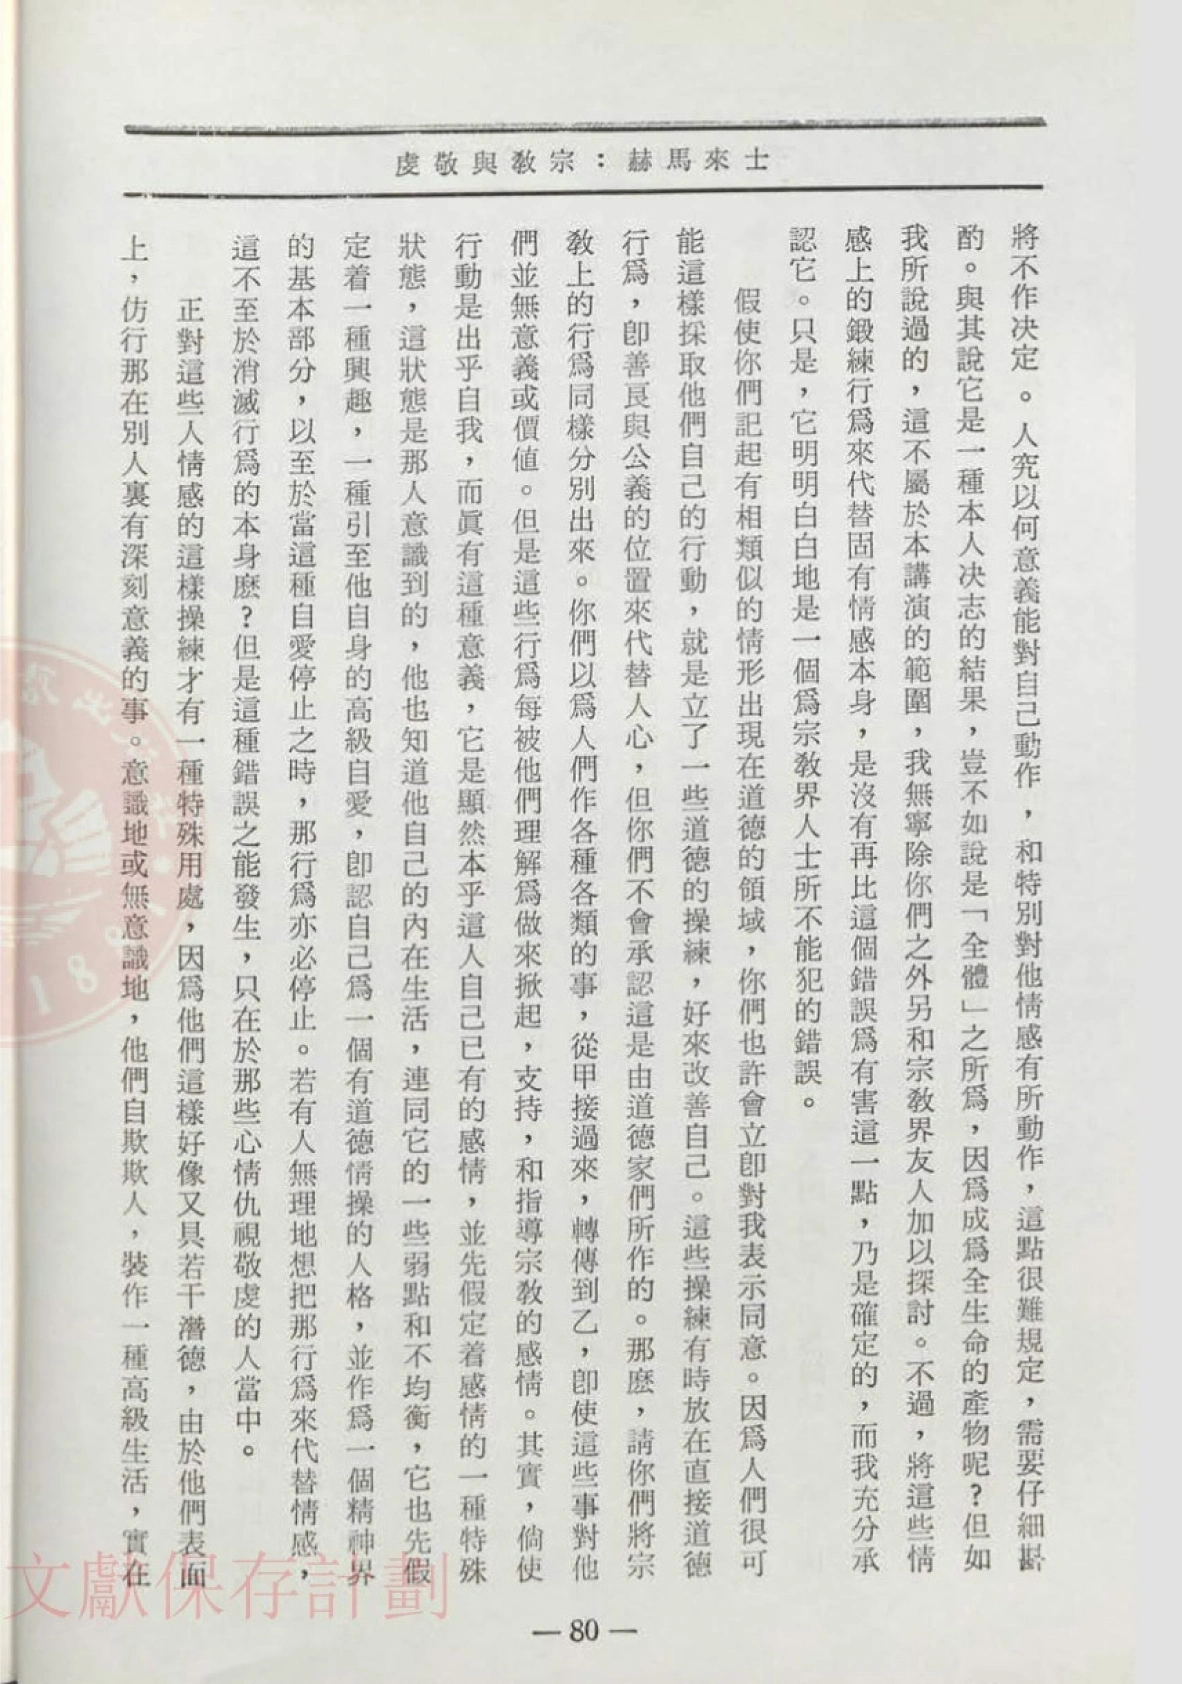 士來馬赫：宗教與敬虔
將不作决定。人究以何意義能對自己動作，和特別對他情感有所動作，這點很難規定，需要仔細斟
酌。與其說它是一種本人决志的結果，豈不如說是「全體」之所爲，因爲成爲全生命的產物呢？但如
我所說過的，這不屬於本講演的範圍，我無寧除你們之外另和宗教界友人加以探討。不過，將這些情
感上的鍛練行爲來代替固有情感本身，是沒有再比這個錯誤爲有害這一點，乃是確定的，而我充分承
認它。只是，它明明白白地是一個爲宗教界人士所不能犯的錯誤。
假使你們記起有相類似的情形出現在道德的領域，你們也許會立卽對我表示同意。因爲人們很可
能這樣採取他們自己的行動，就是立了一些道德的操練，好來改善自己。這些操練有時放在直接道德
行爲，卽善良與公義的位置來代替人心，但你們不會承認這是由道德家們所作的。那麽，請你們將宗
教上的行爲同樣分別出來。你們以爲人們作各種各類的事，從甲接過來，轉傳到乙，卽使這些事對他
們並無意義或價值。但是這些行爲每被他們理解爲做來掀起，支持，和指導宗教的感情。其實，倘使
行動是出乎自我，而眞有這種意義，它是顯然本乎這人自己已有的感情，並先假定着感情的一種特殊
狀態，這狀態是那人意識到的，他也知道他自己的內在生活，連同它的一些弱點和不均衡，它也先假
定着一種興趣，一種引至他自身的高級自愛，卽認自己爲一個有道德情操的人格，並作爲一個精神界
的基本部分，以至於當這種自愛停止之時，那行爲亦必停止。若有人無理地想把那行爲來代替情感，
這不至於消滅行爲的本身麽？但是這種錯誤之能發生，只在於那些心情仇視敬虔的人當中。
正對這些人情感的這樣操練才有一種特殊用處，因爲他們這樣好像又具若干潛德，由於他們表面
上，仿行那在別人裏有深刻意義的事。意識地或無意識地，他們自欺欺人，裝作一種高級生活，實在
文獻保存計劃
— 80 —